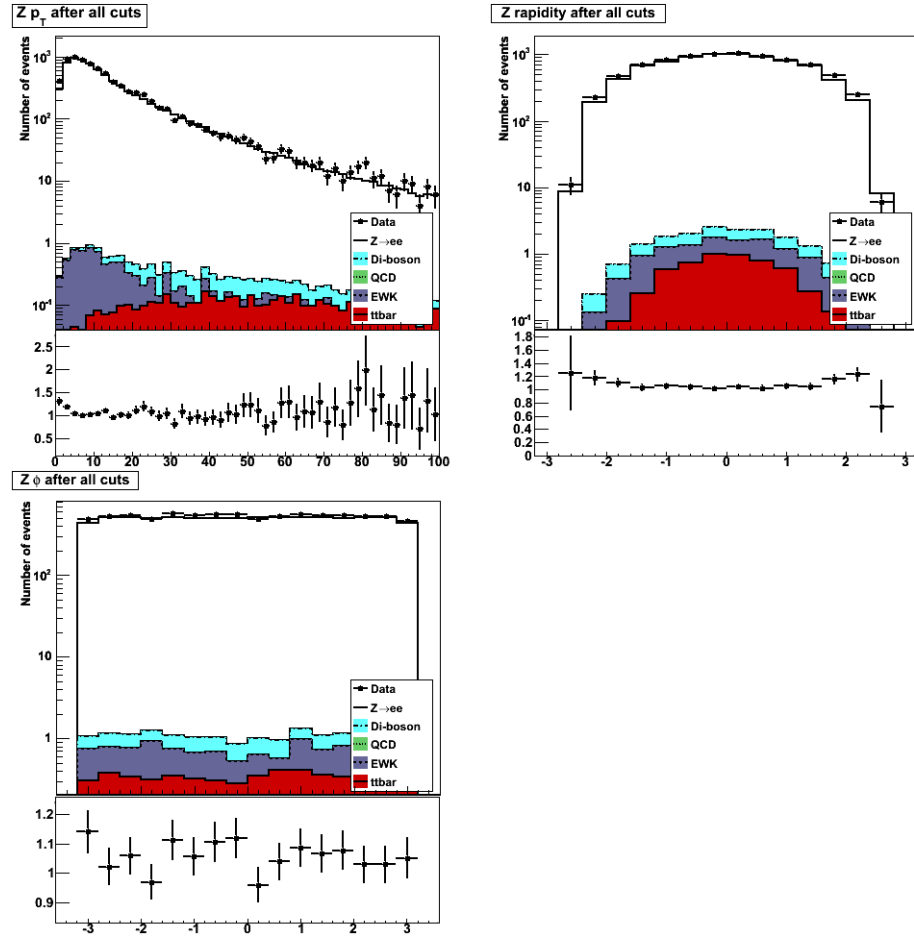 Z p_T after all cuts
Number of events
10³
10²
10
1
10⁻¹
Data
Z→ee
Di-boson
QCD
EWK
ttbar
2.5
2
1.5
1
0.5
0 10 20 30 40 50 60 70 80 90 100
Z rapidity after all cuts
Number of events
10³
10²
10
1
10⁻¹
Data
Z→ee
Di-boson
QCD
EWK
ttbar
1.8
1.6
1.4
1.2
1.0
0.8
0.6
0.4
0.2
0
-3 -2 -1 0 1 2 3
Z ϕ after all cuts
Number of events
10²
10
1
Data
Z→ee
Di-boson
QCD
EWK
ttbar
1.2
1.1
1
0.9
-3 -2 -1 0 1 2 3